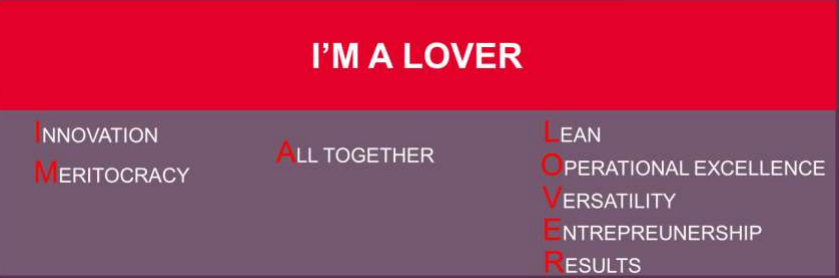 I'M A LOVER
INNOVATION
MERITOCRACY
ALL TOGETHER
LEAN
OPERATIONAL EXCELLENCE
VERSATILITY
ENTREPREUNERSHIP
RESULTS